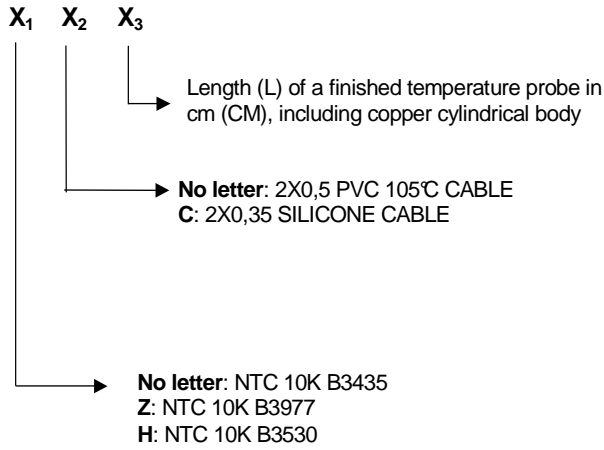 X₁ X₂ X₃
Length (L) of a finished temperature probe in
cm (CM), including copper cylindrical body
No letter: 2X0,5 PVC 105℃ CABLE
C: 2X0,35 SILICONE CABLE
No letter: NTC 10K B3435
Z: NTC 10K B3977
H: NTC 10K B3530